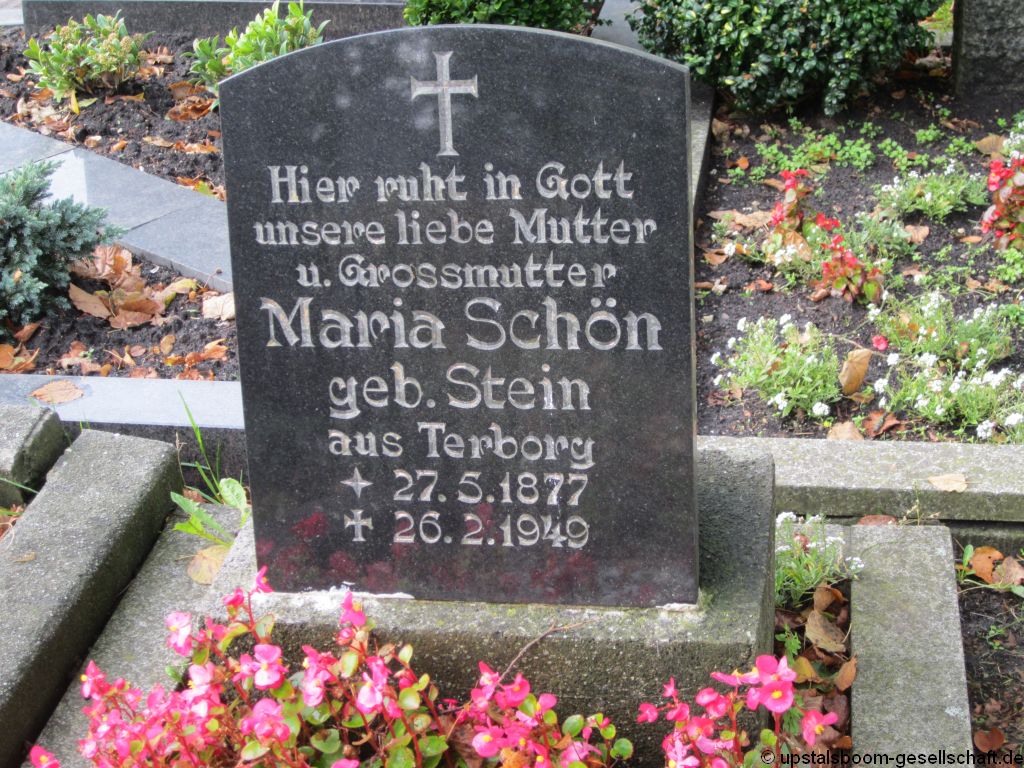 Hier ruht in Gott
unsere liebe Mutter
u. Grossmutter
Maria Schön
geb. Stein
aus Terborg
27. 5. 1877
26. 2. 1949
© upstalsboom-gesellschaft.de